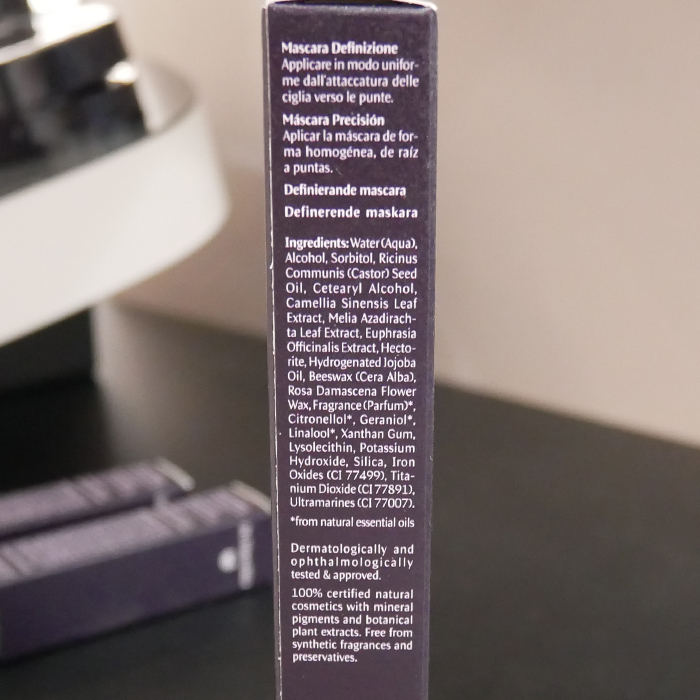 Mascara Definizione
Applicare in modo unifor-
me dall'attaccatura delle
ciglia verso le punte.
Máscara Precisión
Aplicar la máscara de for-
ma homogénea, de raíz
a puntas.
Definierande mascara
Definerende maskara
Ingredients: Water (Aqua),
Alcohol, Sorbitol, Ricinus
Communis (Castor) Seed
Oil, Cetearyl Alcohol,
Camellia Sinensis Leaf
Extract, Melia Azadirach-
ta Leaf Extract, Euphrasia
Officinalis Extract, Hecto-
rite, Hydrogenated Jojoba
Oil, Beeswax (Cera Alba),
Rosa Damascena Flower
Wax, Fragrance (Parfum)*,
Citronellol*, Geraniol*,
Linalool*, Xanthan Gum,
Lysolecithin, Potassium
Hydroxide, Silica, Iron
Oxides (CI 77499), Tita-
nium Dioxide (CI 77891),
Ultramarines (CI 77007).
*from natural essential oils
Dermatologically and
ophthalmologically
tested & approved.
100% certified natural
cosmetics with mineral
pigments and botanical
plant extracts. Free from
synthetic fragrances and
preservatives.